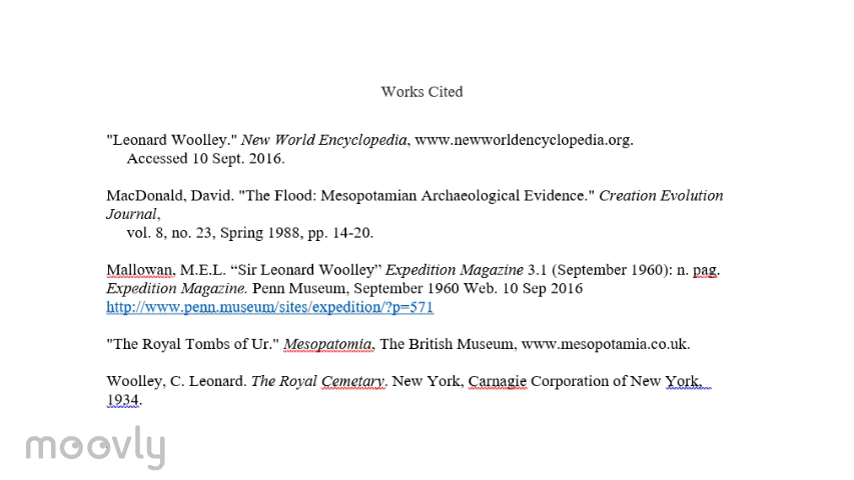 Works Cited
"Leonard Woolley." New World Encyclopedia, www.newworldencyclopedia.org.
Accessed 10 Sept. 2016.
MacDonald, David. "The Flood: Mesopotamian Archaeological Evidence." Creation Evolution
Journal,
vol. 8, no. 23, Spring 1988, pp. 14-20.
Mallowan, M.E.L. “Sir Leonard Woolley” Expedition Magazine 3.1 (September 1960): n. pag.
Expedition Magazine. Penn Museum, September 1960 Web. 10 Sep 2016
http://www.penn.museum/sites/expedition/?p=571
"The Royal Tombs of Ur." Mesopatomia, The British Museum, www.mesopotamia.co.uk.
Woolley, C. Leonard. The Royal Cemetary. New York, Carnagie Corporation of New York,
1934.
moovly